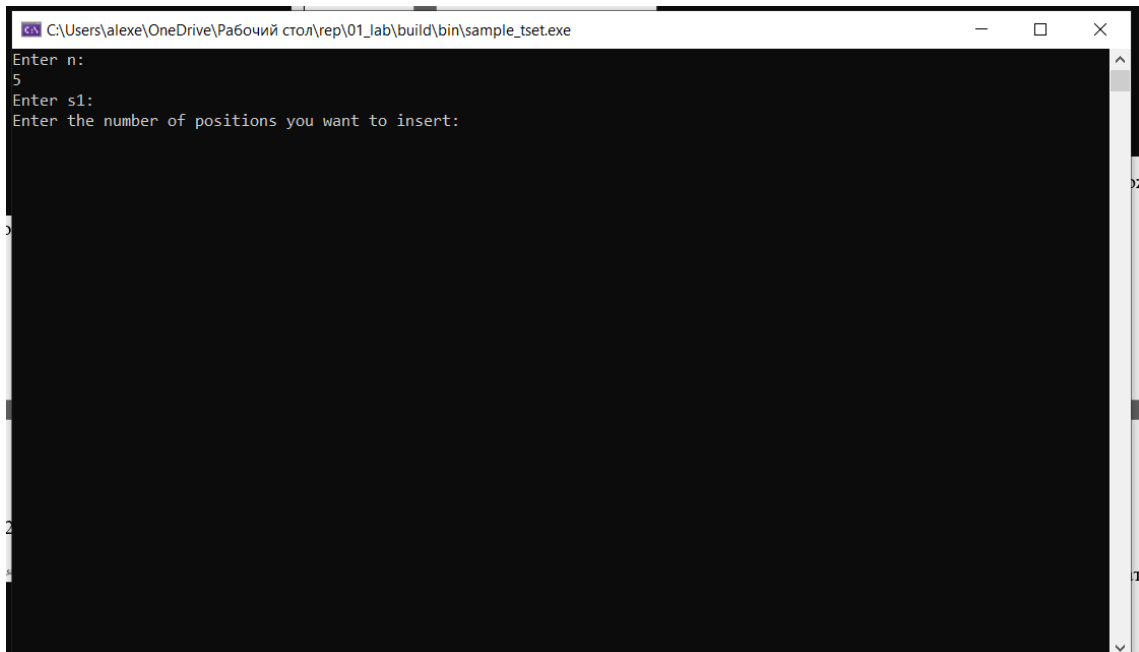 C:\Users\alexe\OneDrive\Рабочий стол\rep\01_lab\build\bin\sample_tset.exe
Enter n:
5
Enter s1:
Enter the number of positions you want to insert: